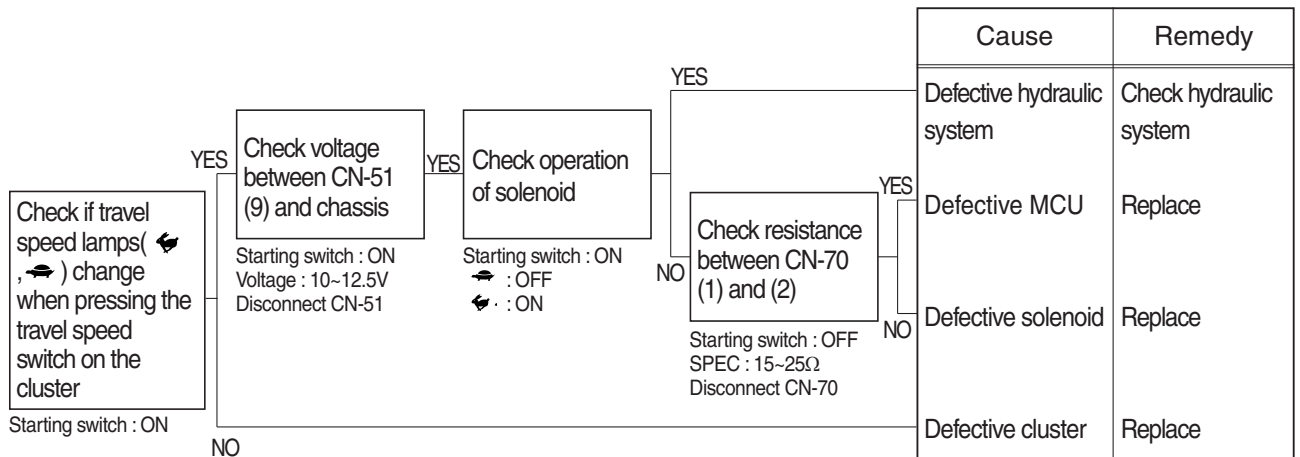 Cause Remedy
YES
Defective hydraulic Check hydraulic
system system
YES Check voltage
between CN-51
(9) and chassis
YES Check operation
of solenoid
Starting switch : ON
Voltage : 10~12.5V
Disconnect CN-51
Starting switch : ON
: OFF
: ON
Check if travel
speed lamps(
, ) change
when pressing the
travel speed
switch on the
cluster
Starting switch : ON
NO
Check resistance
between CN-70
(1) and (2)
Starting switch : OFF
SPEC : 15~25Ω
Disconnect CN-70
YES
Defective MCU Replace
NO
Defective solenoid Replace
NO
Defective cluster Replace